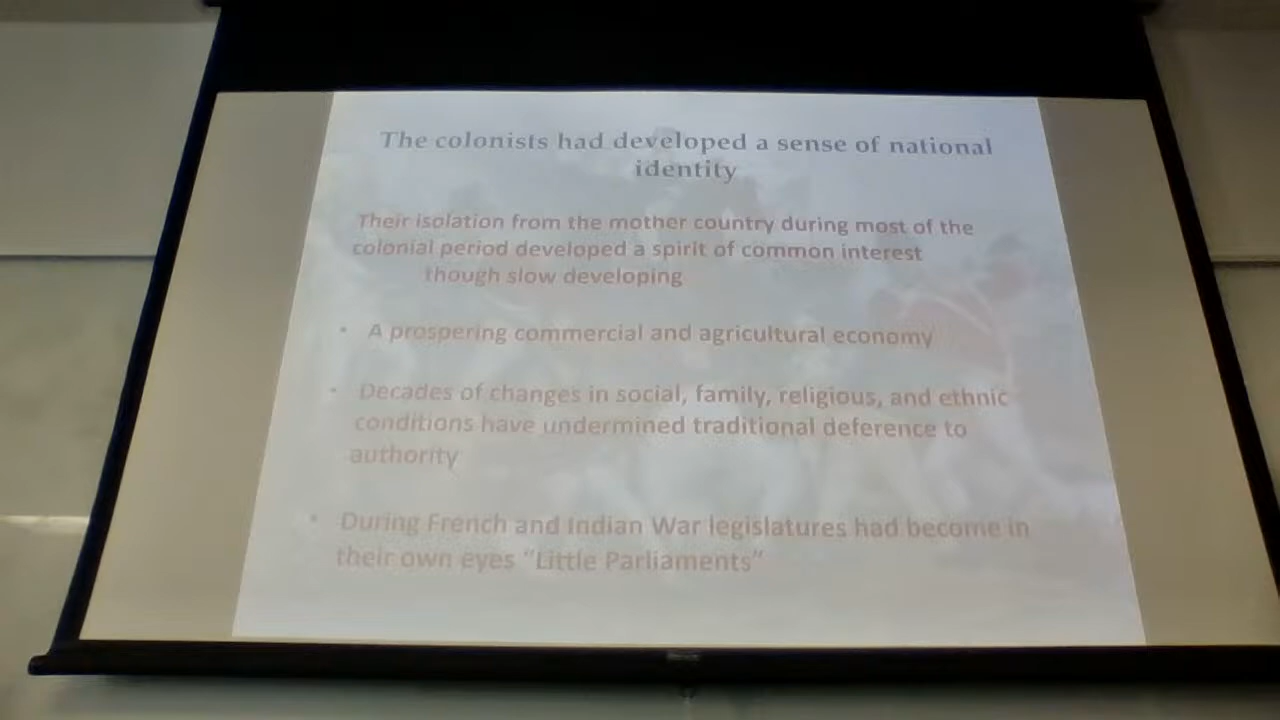 The colonists had developed a sense of national
identity
Their isolation from the mother country during most of the
colonial period developed a spirit of common interest
though slow developing
• A prospering commercial and agricultural economy
• Decades of changes in social, family, religious, and ethnic
conditions have undermined traditional deference to
authority
• During French and Indian War legislatures had become in
their own eyes “Little Parliaments”